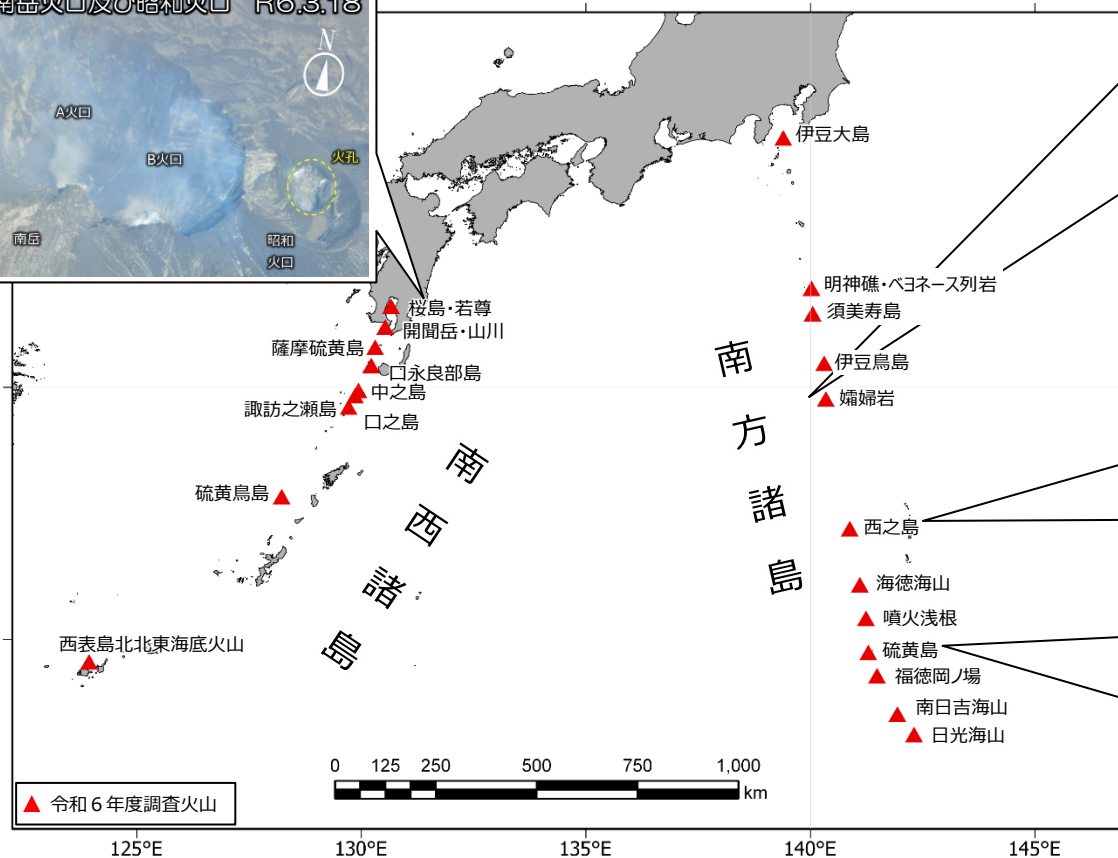 南岳火口及び昭和火口 R6.3.18
N
A火口
B火口
火孔
南岳
昭和
火口
伊豆大島
明神礁・ベヨネース列岩
須美寿島
伊豆鳥島
孀婦岩
桜島・若尊
開聞岳・山川
薩摩硫黄島
口永良部島
中之島
諏訪之瀬島
口之島
硫黄鳥島
西表島北北東海底火山
南西諸島
南方諸島
西之島
海徳海山
噴火浅根
硫黄島
福徳岡ノ場
南日吉海山
日光海山
0 125 250 500 750 1,000
km
令和6年度調査火山
125°E 130°E 135°E 140°E 145°E